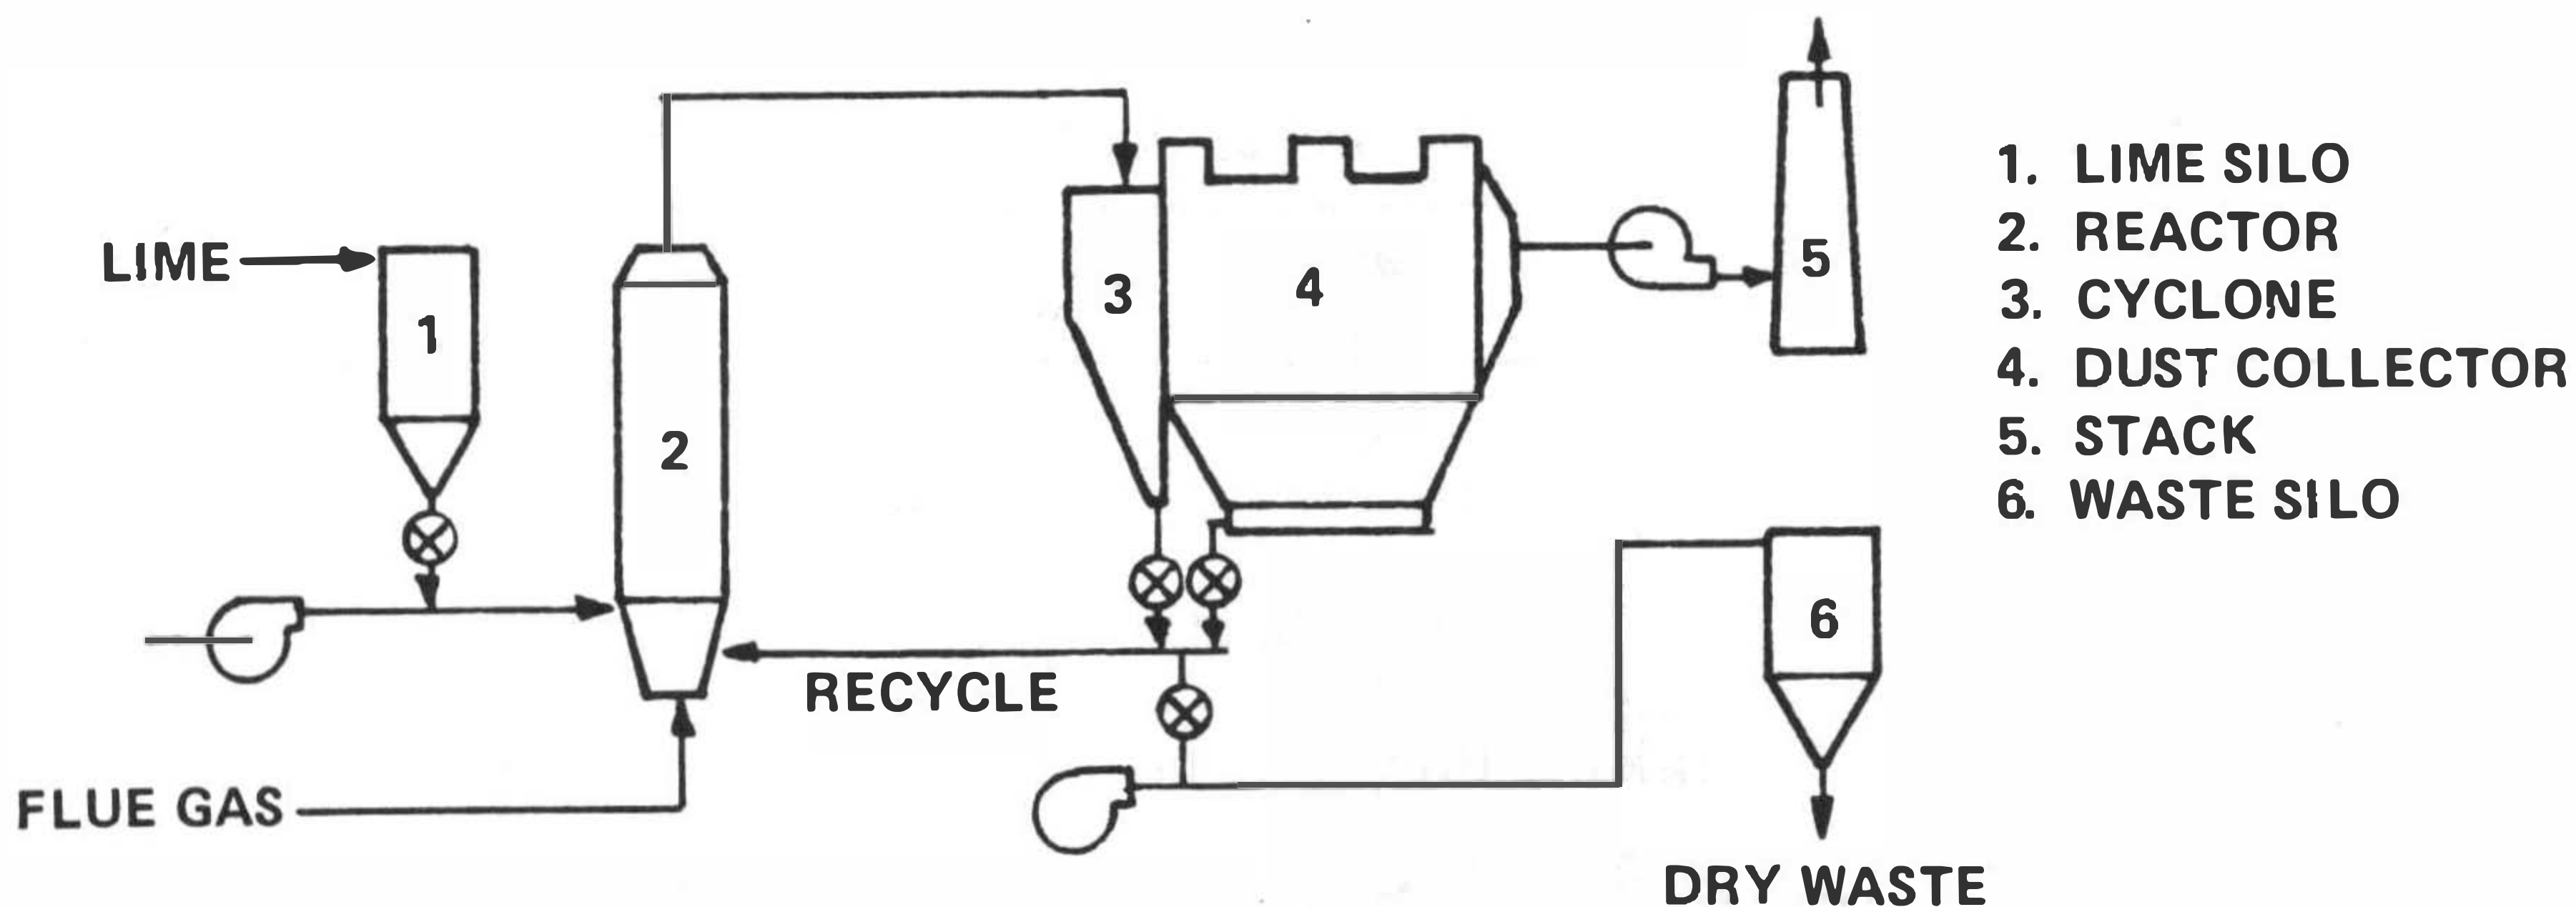 LIME
1
2
3
4
5
6
RECYCLE
FLUE GAS
DRY WASTE
1. LIME SILO
2. REACTOR
3. CYCLONE
4. DUST COLLECTOR
5. STACK
6. WASTE SILO